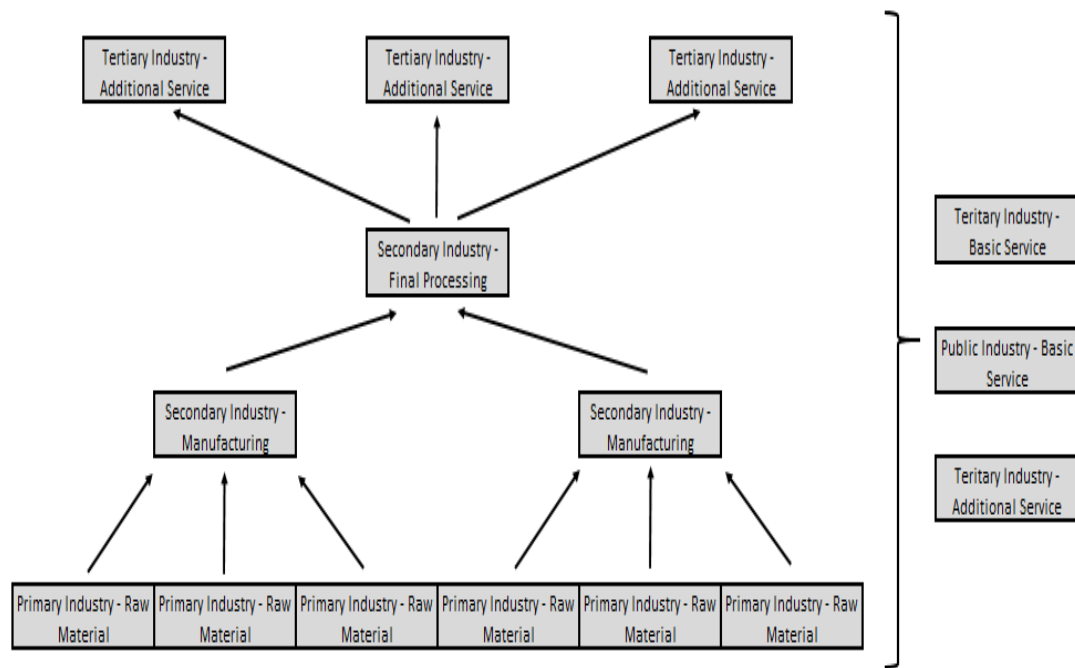 Tertiary Industry -
Additional Service
Tertiary Industry -
Additional Service
Tertiary Industry -
Additional Service
Teritary Industry -
Basic Service
Secondary Industry -
Final Processing
Public Industry - Basic
Service
Secondary Industry -
Manufacturing
Secondary Industry -
Manufacturing
Teritary Industry -
Additional Service
Primary Industry - Raw
Material
Primary Industry - Raw
Material
Primary Industry - Raw
Material
Primary Industry - Raw
Material
Primary Industry - Raw
Material
Primary Industry - Raw
Material